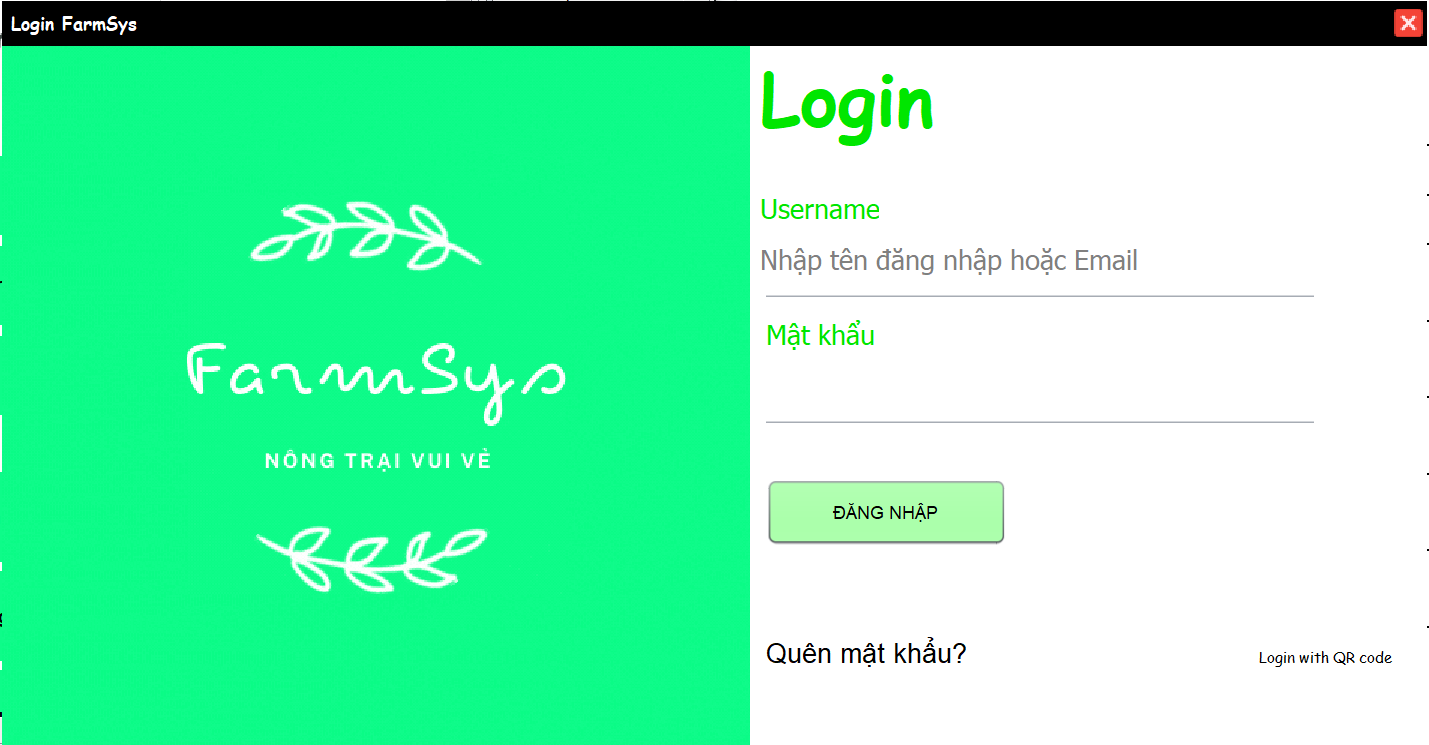 Login FarmSys
FarmSys
NÔNG TRẠI VUI VẺ
Login
Username
Nhập tên đăng nhập hoặc Email
Mật khẩu
ĐĂNG NHẬP
Quên mật khẩu?
Login with QR code